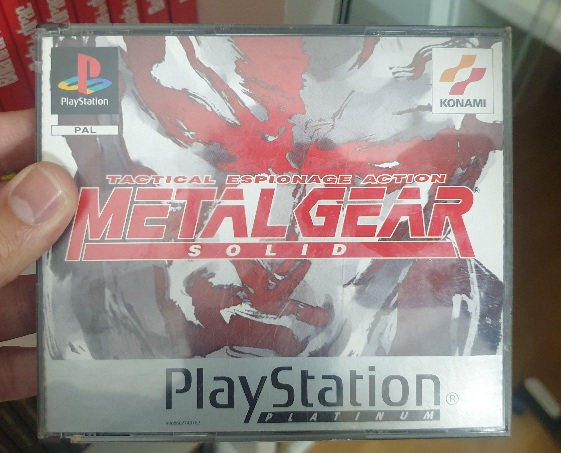 PlayStation
PAL
KONAMI
TACTICAL ESPIONAGE ACTION
METAL GEAR
SOLID
PlayStation®
PLATINUM